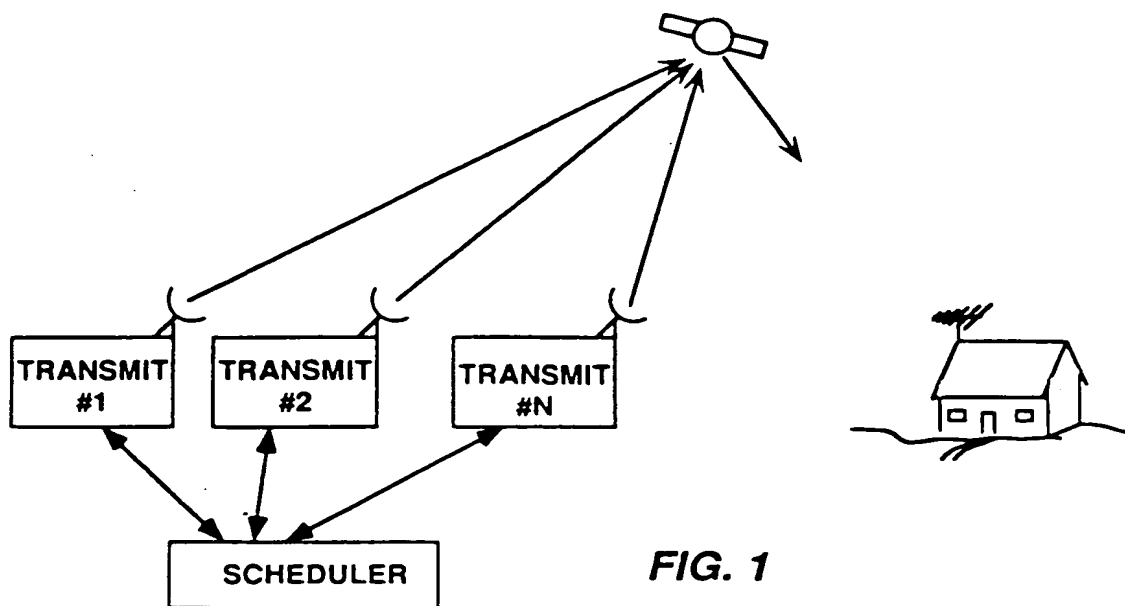 TRANSMIT
#1
TRANSMIT
#2
TRANSMIT
#N
SCHEDULER
FIG. 1